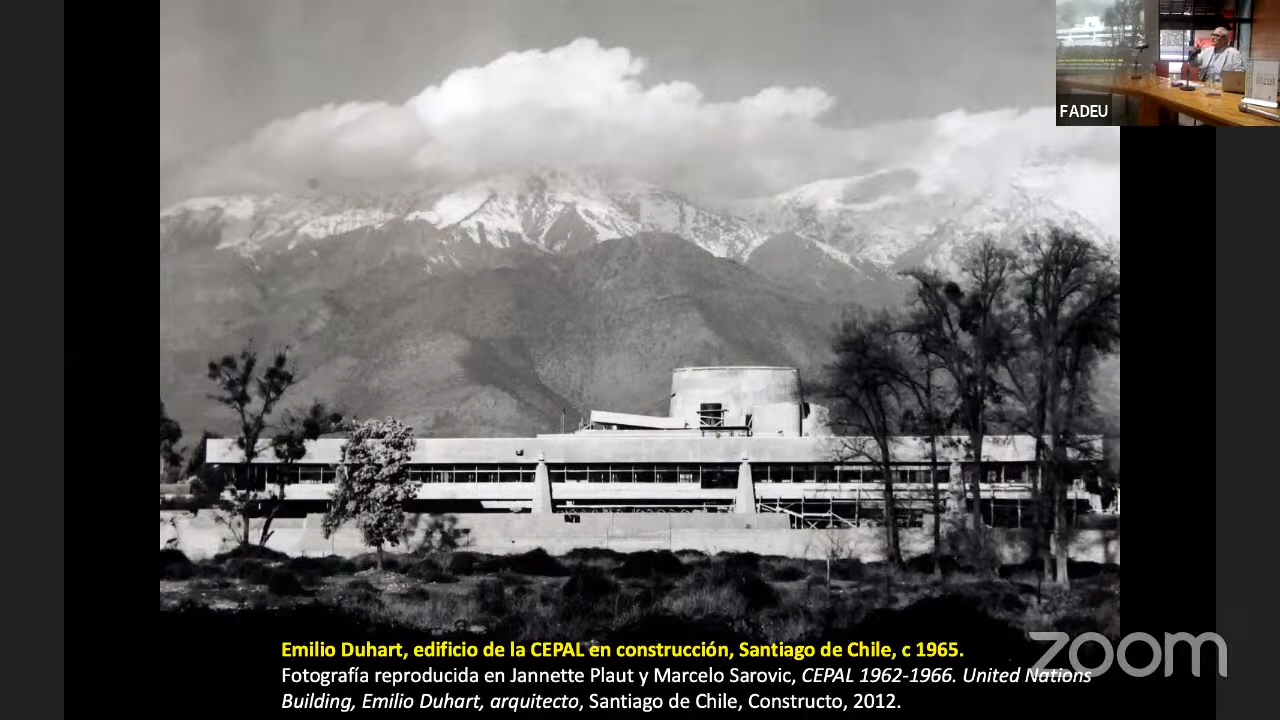 FADEU
Emilio Duhart, edificio de la CEPAL en construcción, Santiago de Chile, c 1965.
Fotografía reproducida en Jannette Plaut y Marcelo Sarovic, CEPAL 1962-1966. United Nations
Building, Emilio Duhart, arquitecto, Santiago de Chile, Constructo, 2012.
zoom